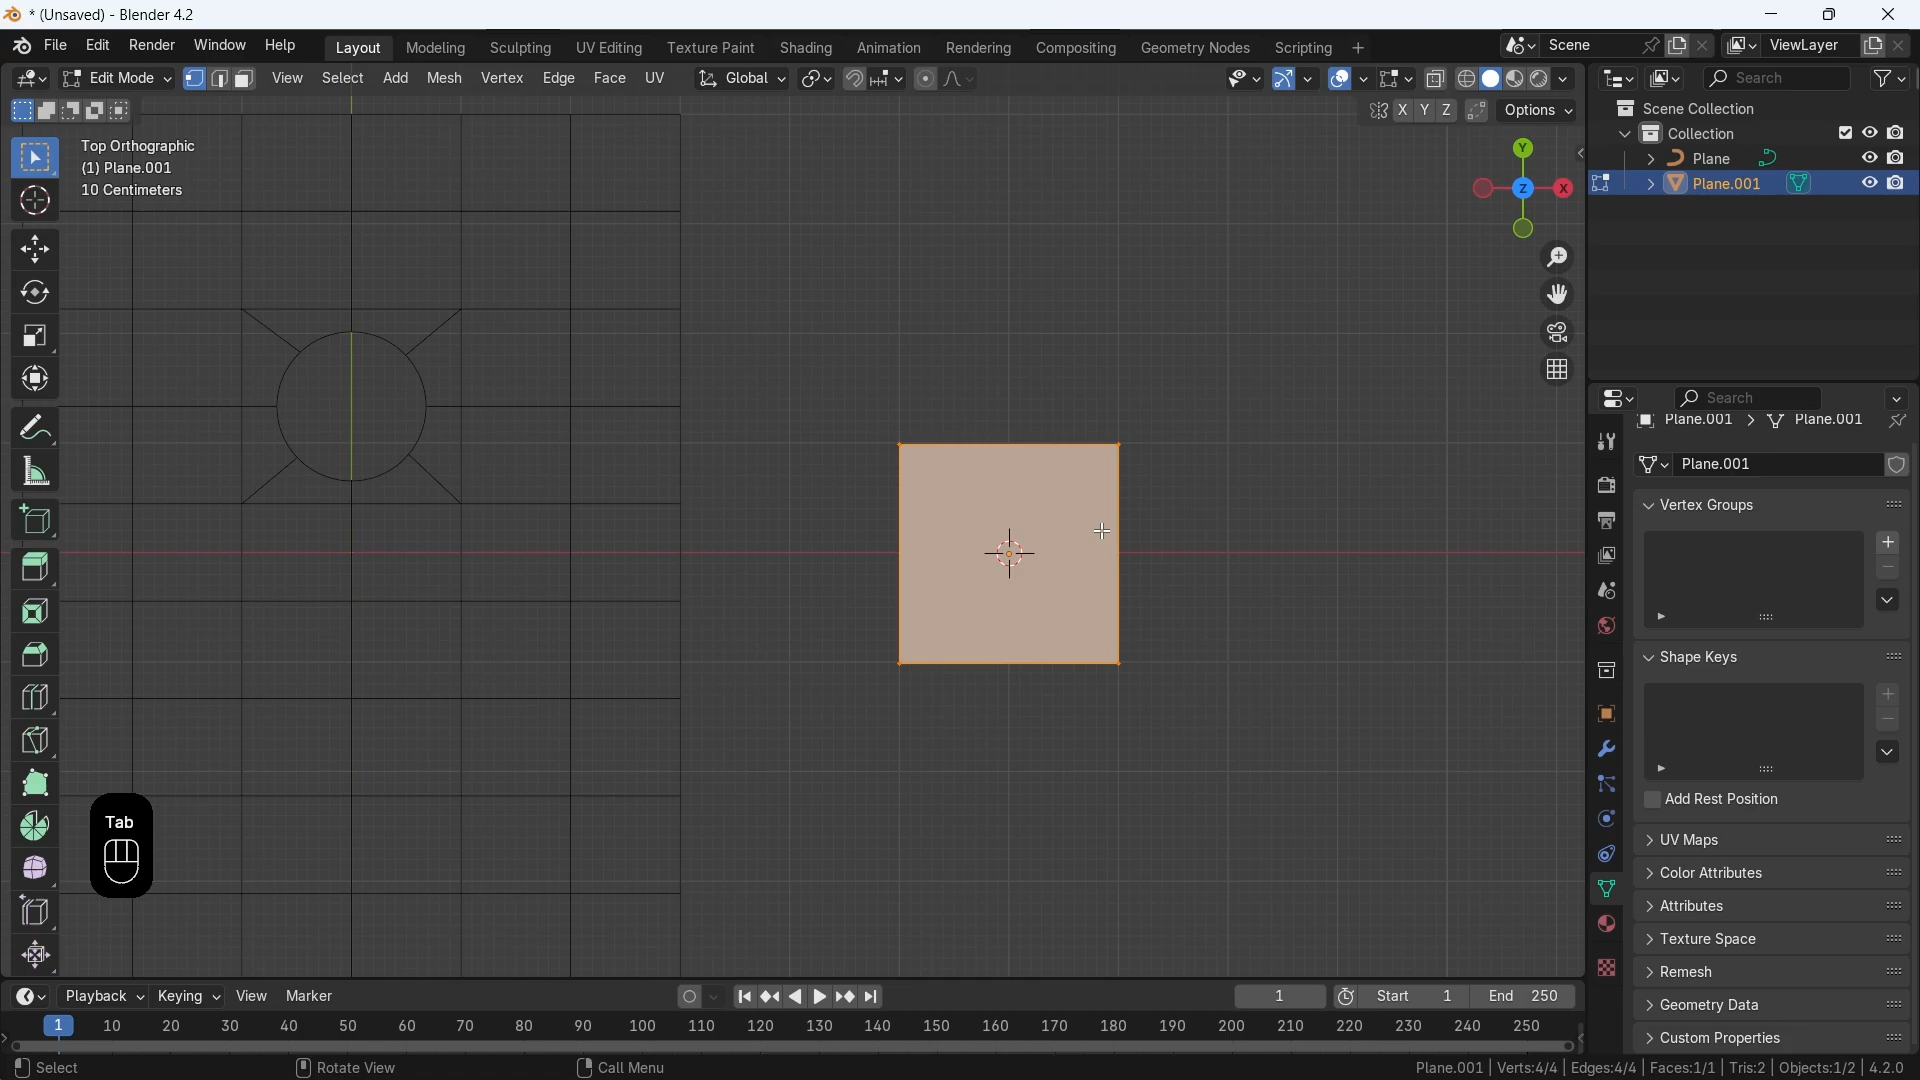 * (Unsaved) - Blender 4.2
File Edit Render Window Help Layout Modeling Sculpting UV Editing Texture Paint Shading Animation Rendering Compositing Geometry Nodes Scripting + Scene ViewLayer
Edit Mode View Select Add Mesh Vertex Edge Face UV Global Search
X Y Z Options
Scene Collection
Collection
Plane
Plane.001
Top Orthographic
(1) Plane.001
10 Centimeters
Y
Z X
Search
Plane.001 > Plane.001
Plane.001
Vertex Groups
Shape Keys
Add Rest Position
UV Maps
Color Attributes
Attributes
Texture Space
Remesh
Geometry Data
Custom Properties
Tab
Playback Keying View Marker 1 Start 1 End 250
1 10 20 30 40 50 60 70 80 90 100 110 120 130 140 150 160 170 180 190 200 210 220 230 240 250
Select Rotate View Call Menu Plane.001 | Verts:4/4 | Edges:4/4 | Faces:1/1 | Tris:2 | Objects:1/2 | 4.2.0